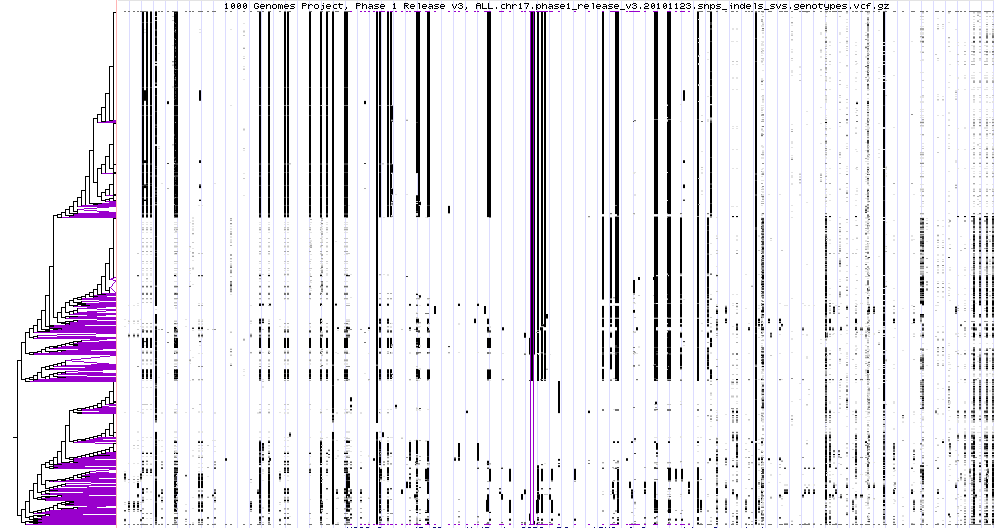 1000 Genomes Project, Phase 1 Release v3, ALL.chr17.phase1_release_v3.20101123.snps_indels_svs.genotypes.vcf.gz